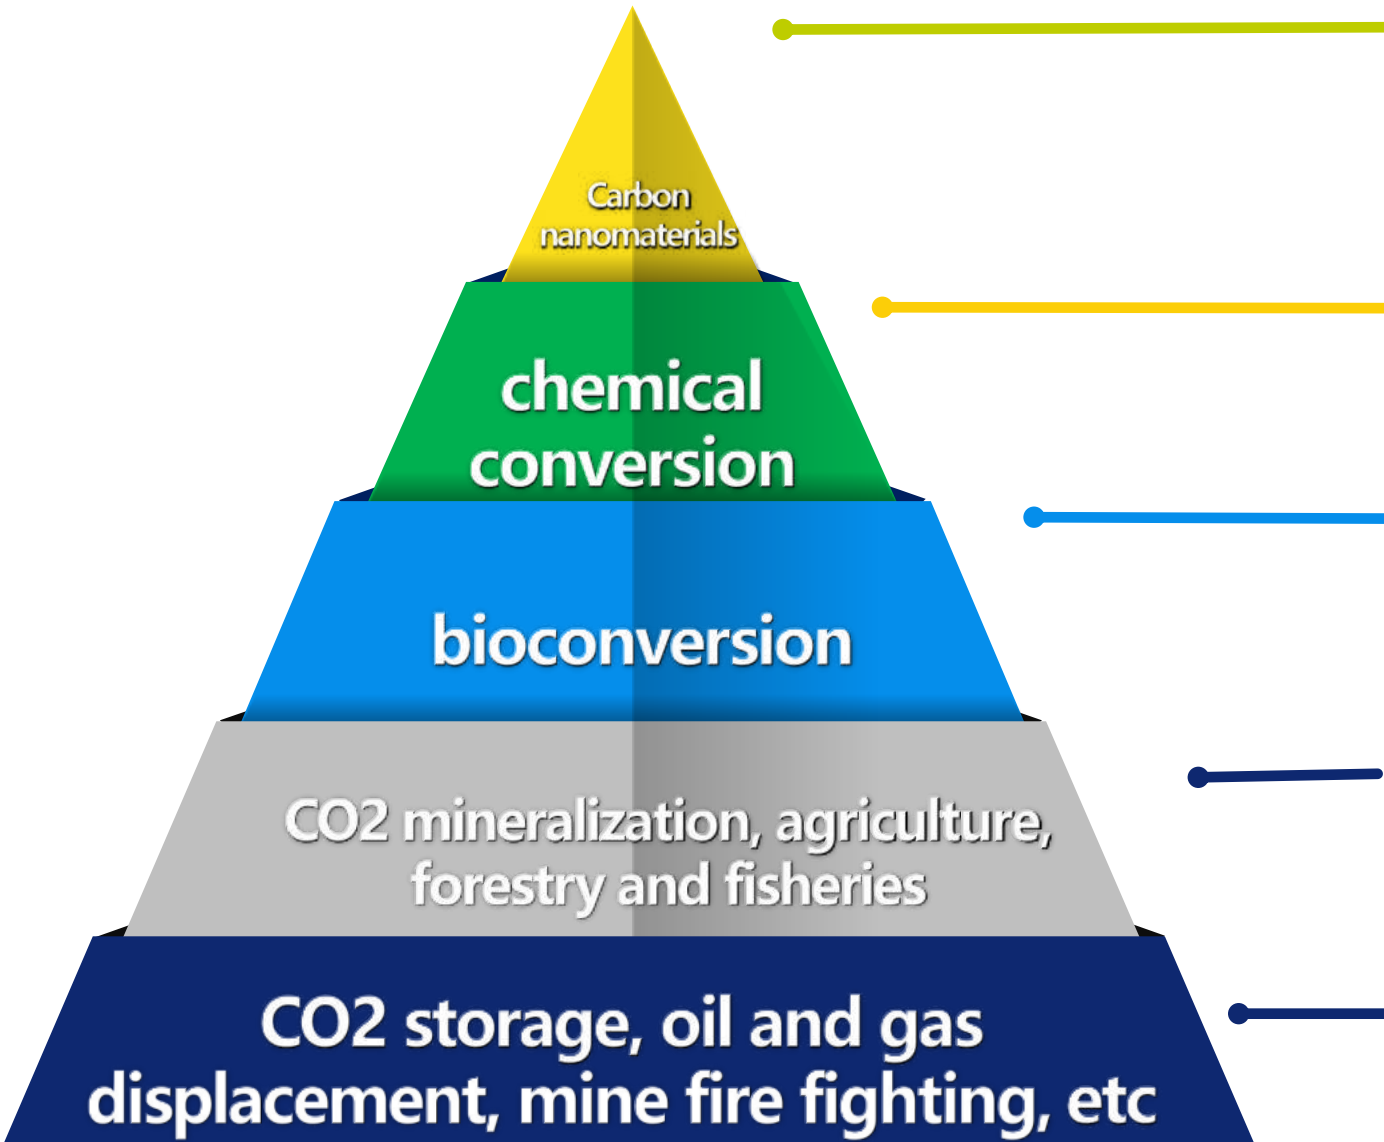 Carbon
nanomaterials
chemical
conversion
bioconversion
CO2 mineralization, agriculture,
forestry and fisheries
CO2 storage, oil and gas
displacement, mine fire fighting, etc